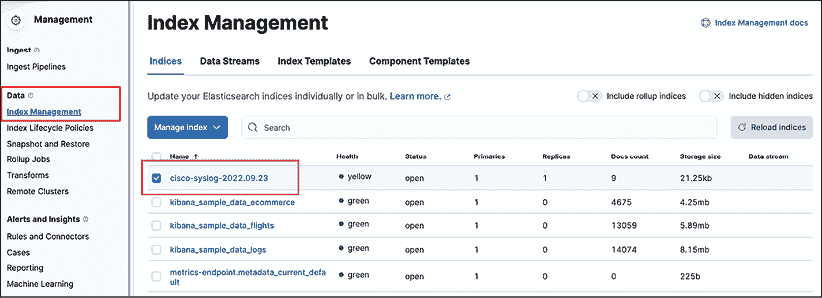 Management
Ingest
Ingest Pipelines
Data
Index Management
Index Lifecycle Policies
Snapshot and Restore
Rollup Jobs
Transforms
Remote Clusters
Alerts and Insights
Rules and Connectors
Cases
Reporting
Machine Learning
Index Management
Index Management docs
Indices Data Streams Index Templates Component Templates
Update your Elasticsearch indices individually or in bulk. Learn more. Include rollup indices Include hidden indices
Manage index Search Reload indices
Name ↑ Health Status Primaries Replicas Docs count Storage size Data stream
cisco-syslog-2022.09.23 yellow open 1 1 9 21.25kb
kibana_sample_data_ecommerce green open 1 0 4675 4.25mb
kibana_sample_data_flights green open 1 0 13059 5.89mb
kibana_sample_data_logs green open 1 0 14074 8.15mb
metrics-endpoint.metadata_current_defa green open 1 0 0 225b
ult